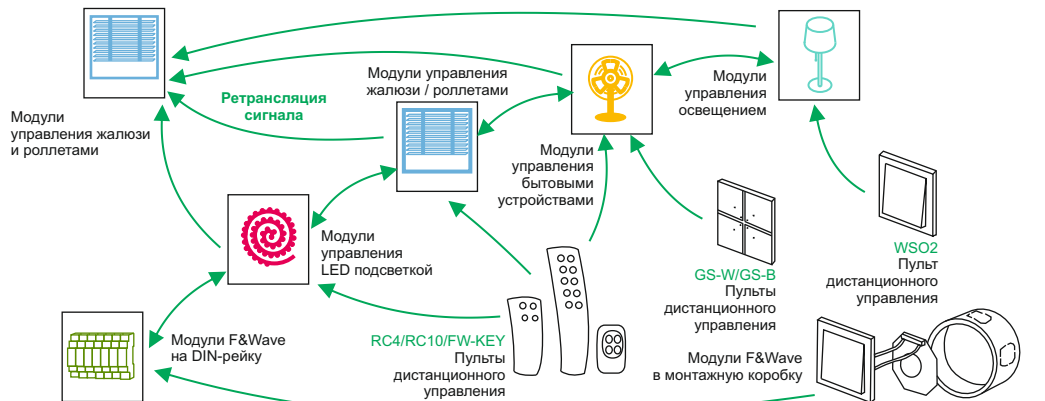 Модули
управления жалюзи
и роллетами
Ретрансляция
сигнала
Модули управления
жалюзи / роллетами
Модули
управления
освещением
Модули
управления
бытовыми
устройствами
Модули
управления
LED подсветкой
WSO2
Пульт
дистанционного
управления
GS-W/GS-B
Пульты
дистанционного
управления
RC4/RC10/FW-KEY
Пульты
дистанционного
управления
Модули F&Wave
на DIN-рейку
Модули F&Wave
в монтажную коробку